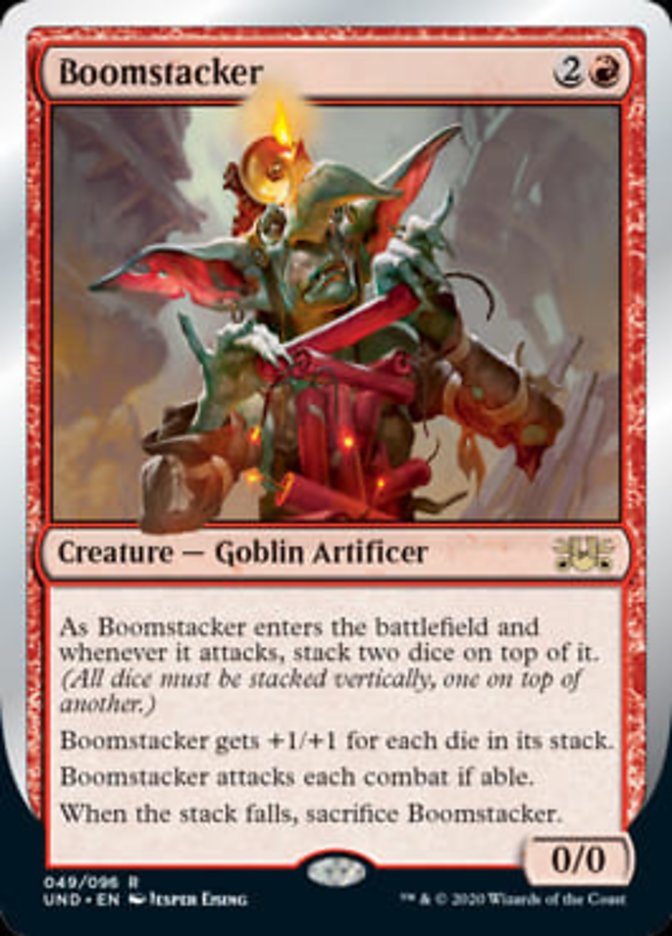 Boomstacker 2
Creature — Goblin Artificer
As Boomstacker enters the battlefield and
whenever it attacks, stack two dice on top of it.
(All dice must be stacked vertically, one on top of
another.)
Boomstacker gets +1/+1 for each die in its stack.
Boomstacker attacks each combat if able.
When the stack falls, sacrifice Boomstacker.
0/0
049/096 R
UND • EN Jesper Ejsing ™ & © 2020 Wizards of the Coast